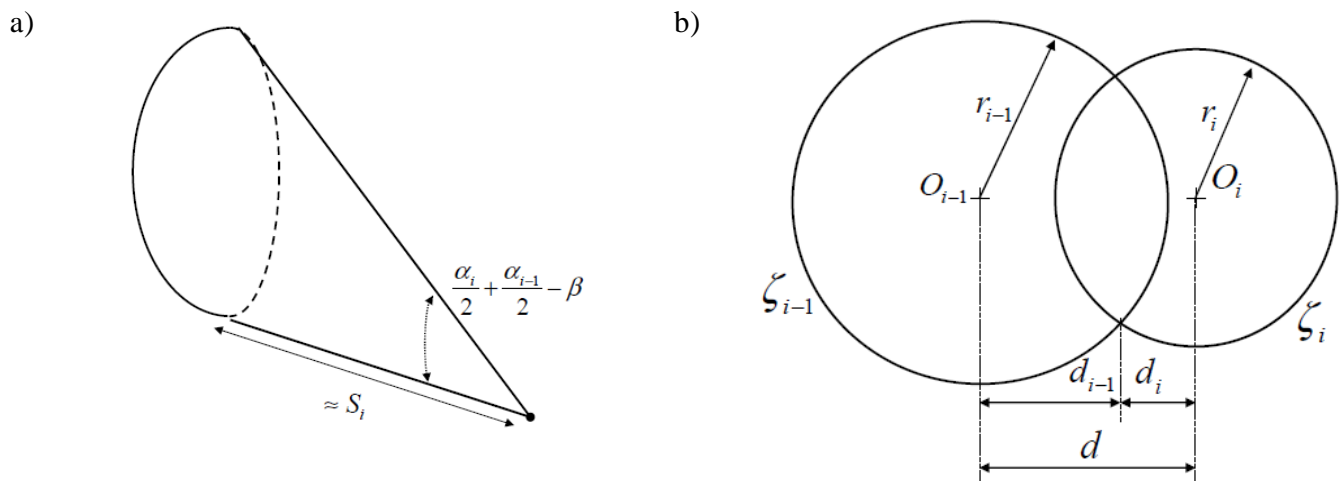 a)
α_i/2 + α_{i-1}/2 − β
≈ S_i
b)
r_{i−1}
r_i
O_{i−1}
O_i
ζ_{i−1}
ζ_i
d_{i−1} d_i
d